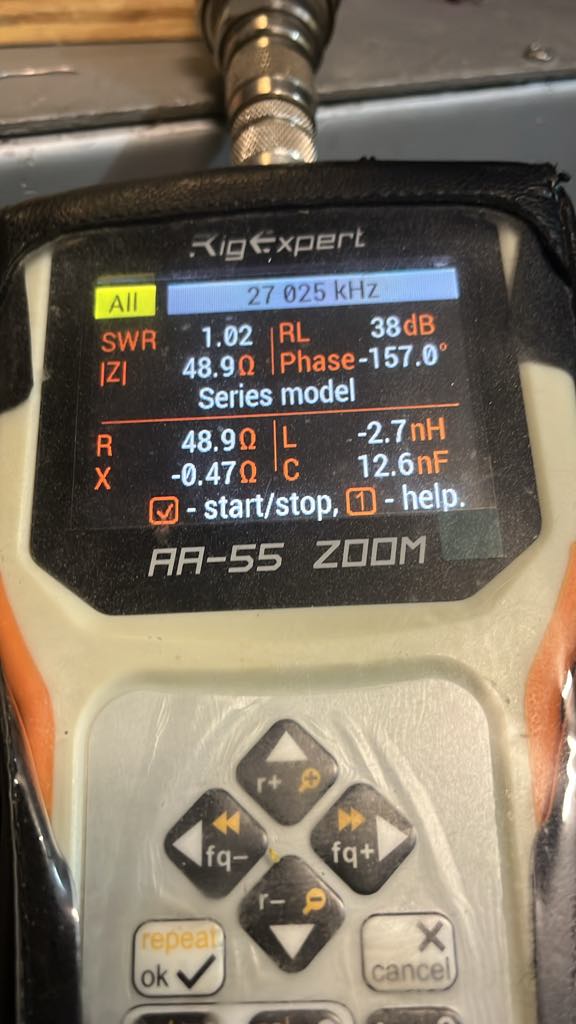 RigExpert
All 27 025 kHz
SWR 1.02 RL 38dB
|Z| 48.9Ω Phase -157.0°
Series model
R 48.9Ω L -2.7nH
X -0.47Ω C 12.6nF
- start/stop, 1 - help.
AA-55 ZOOM
r+
fq- fq+
r-
repeat
ok cancel